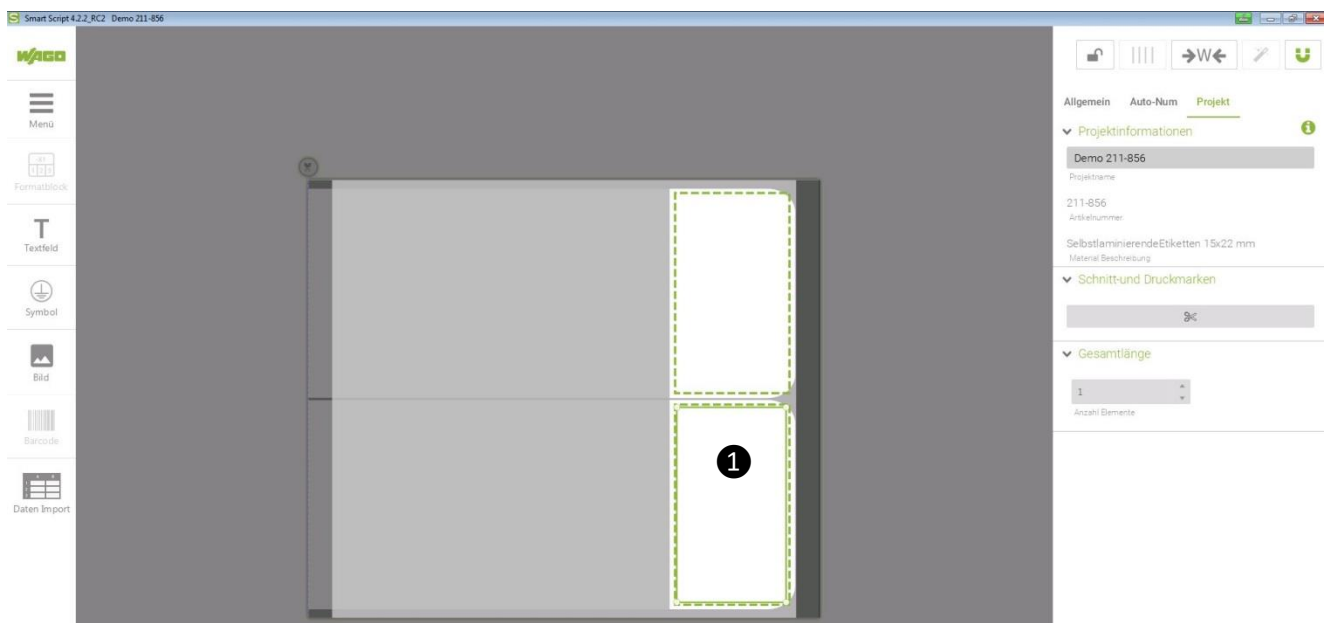 Smart Script 4.2.2_RC2 Demo 211-856
WAGO
Menü
Formatblock
T
Textfeld
Symbol
Bild
Barcode
Daten Import
1
→W←
Allgemein Auto-Num Projekt
Projektinformationen
Demo 211-856
Projektname
211-856
Artikelnummer
SelbstlaminierendeEtiketten 15x22 mm
Material Beschreibung
Schnitt-und Druckmarken
Gesamtlänge
1
Anzahl Elemente